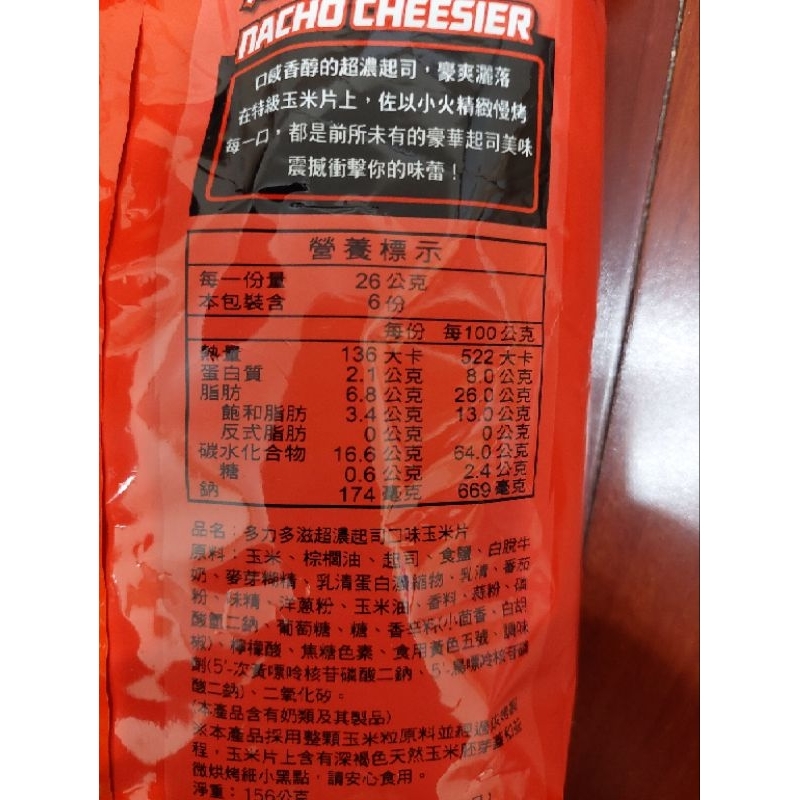 NACHO CHEESIER
口感香醇的超濃起司，豪爽灑落
在特級玉米片上，佐以小火精緻慢烤
每一口，都是前所未有的豪華起司美味
震撼衝擊你的味蕾！
營養標示
每一份量 26公克
本包裝含 6份
每份 每100公克
熱量 136大卡 522大卡
蛋白質 2.1公克 8.0公克
脂肪 6.8公克 26.0公克
飽和脂肪 3.4公克 13.0公克
反式脂肪 0公克 0公克
碳水化合物 16.6公克 64.0公克
糖 0.6公克 2.4公克
鈉 174毫克 669毫克
品名：多力多滋超濃起司口味玉米片
原料：玉米、棕櫚油、起司、食鹽、白脫牛
奶、麥芽糊精、乳清蛋白濃縮物、乳清、番茄
粉、味精、洋蔥粉、玉米油、香料、蒜粉、磷
酸氫二鈉、葡萄糖、糖、香辛料(小茴香、白胡
椒)、檸檬酸、焦糖色素、食用黃色五號、調味
劑(5'-次黃嘌呤核苷磷酸二鈉、5'-鳥嘌呤核苷磷
酸二鈉)、二氧化矽。
(本產品含有奶類及其製品)
※本產品採用整顆玉米粒原料並經過
程，玉米片上含有深褐色天然玉米胚芽
微烘烤細小黑點，請安心食用。
淨重：156公克